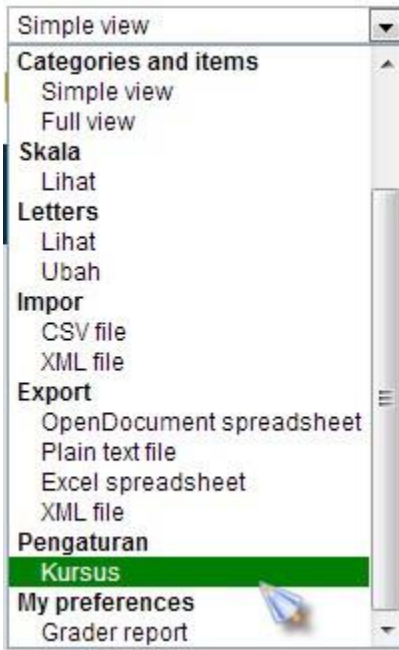 Simple view
Categories and items
Simple view
Full view
Skala
Lihat
Letters
Lihat
Ubah
Impor
CSV file
XML file
Export
OpenDocument spreadsheet
Plain text file
Excel spreadsheet
XML file
Pengaturan
Kursus
My preferences
Grader report